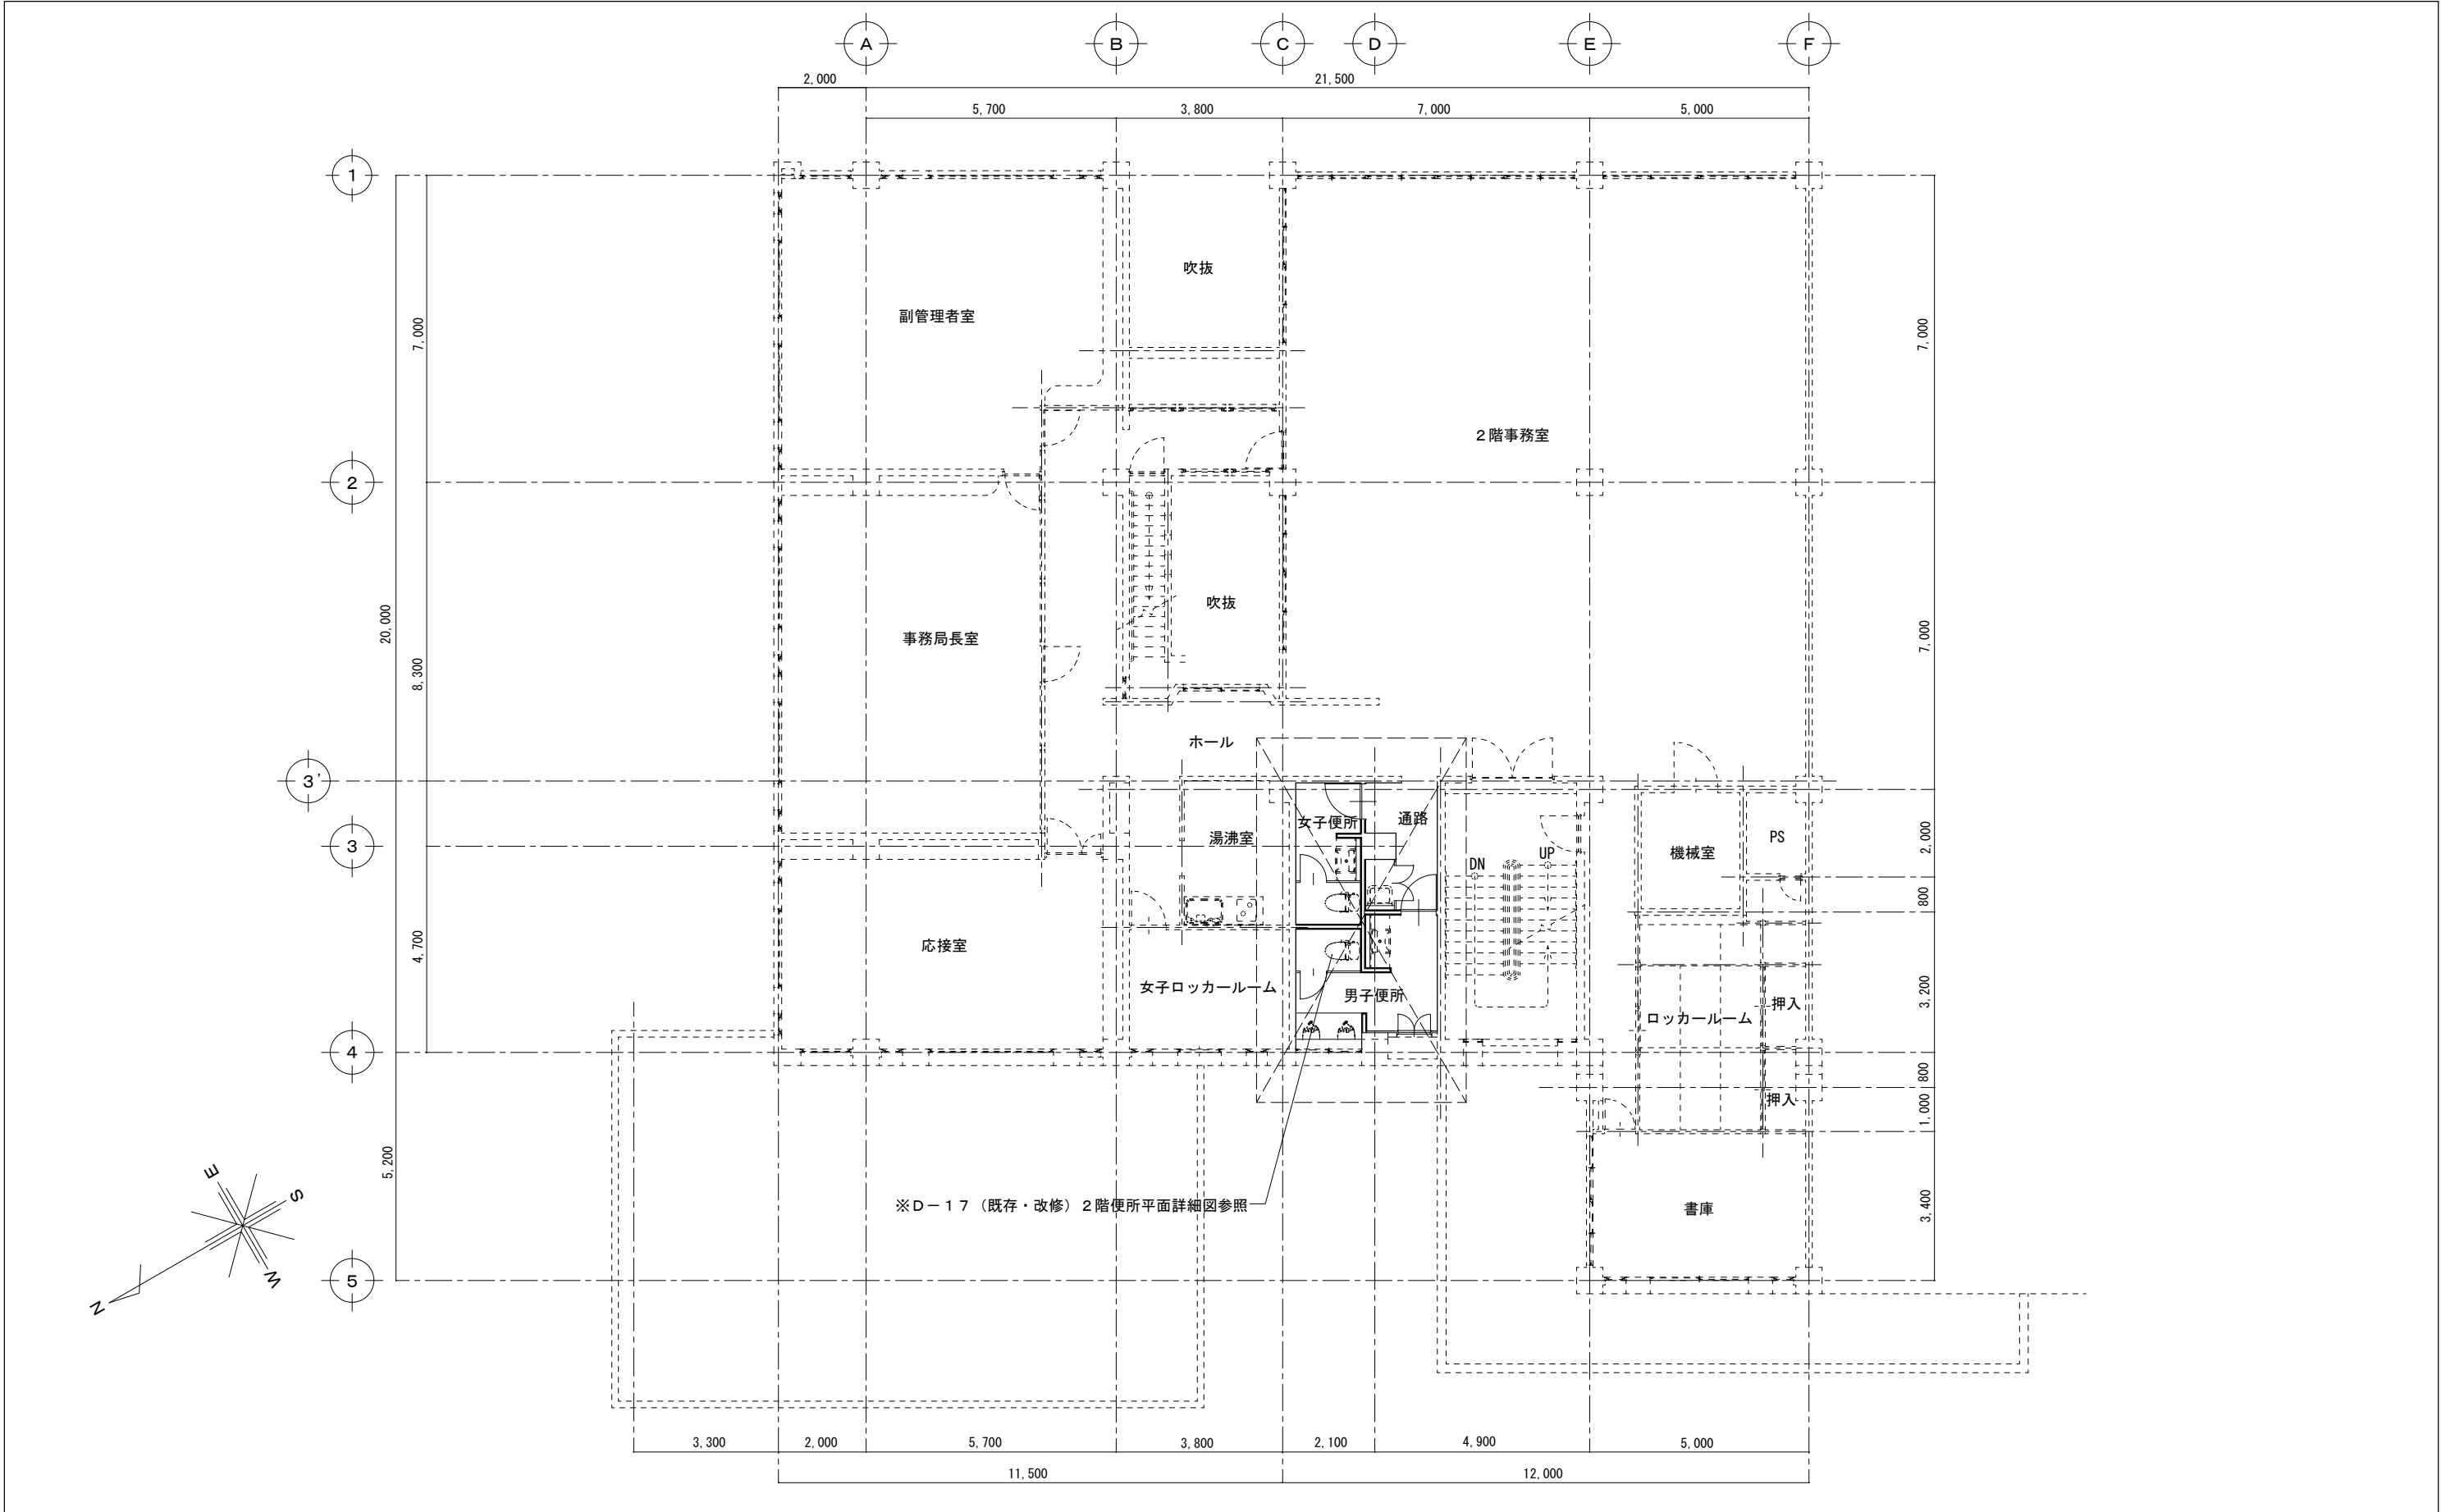 A B C D E F
2,000 21,500
5,700 3,800 7,000 5,000
1
吹抜
副管理者室
7,000 7,000
2階事務室
2
吹抜
20,000
事務局長室
8,300 7,000
ホール
3'
女子便所 通路
湯沸室
3
機械室 PS
2,000
DN UP
800
応接室
4,700
女子ロッカールーム
男子便所
3,200
ロッカールーム 押入
4
800
押入
1,000
5,200
E S
※D-17(既存・改修)2階便所平面詳細図参照
書庫
3,400
W
5
N
3,300 2,000 5,700 3,800 2,100 4,900 5,000
11,500 12,000